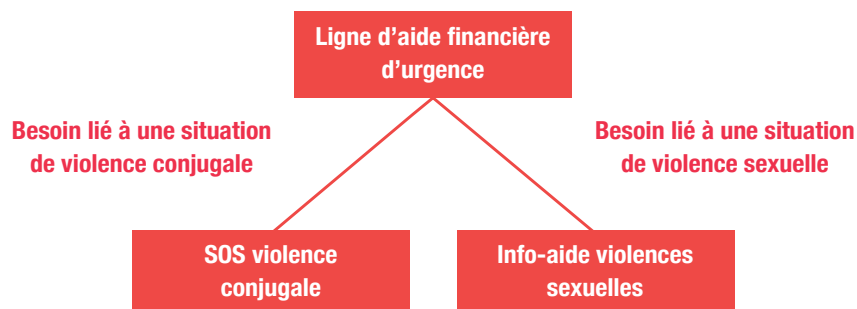 Ligne d’aide financière
d’urgence
Besoin lié à une situation
de violence conjugale
Besoin lié à une situation
de violence sexuelle
SOS violence
conjugale
Info-aide violences
sexuelles